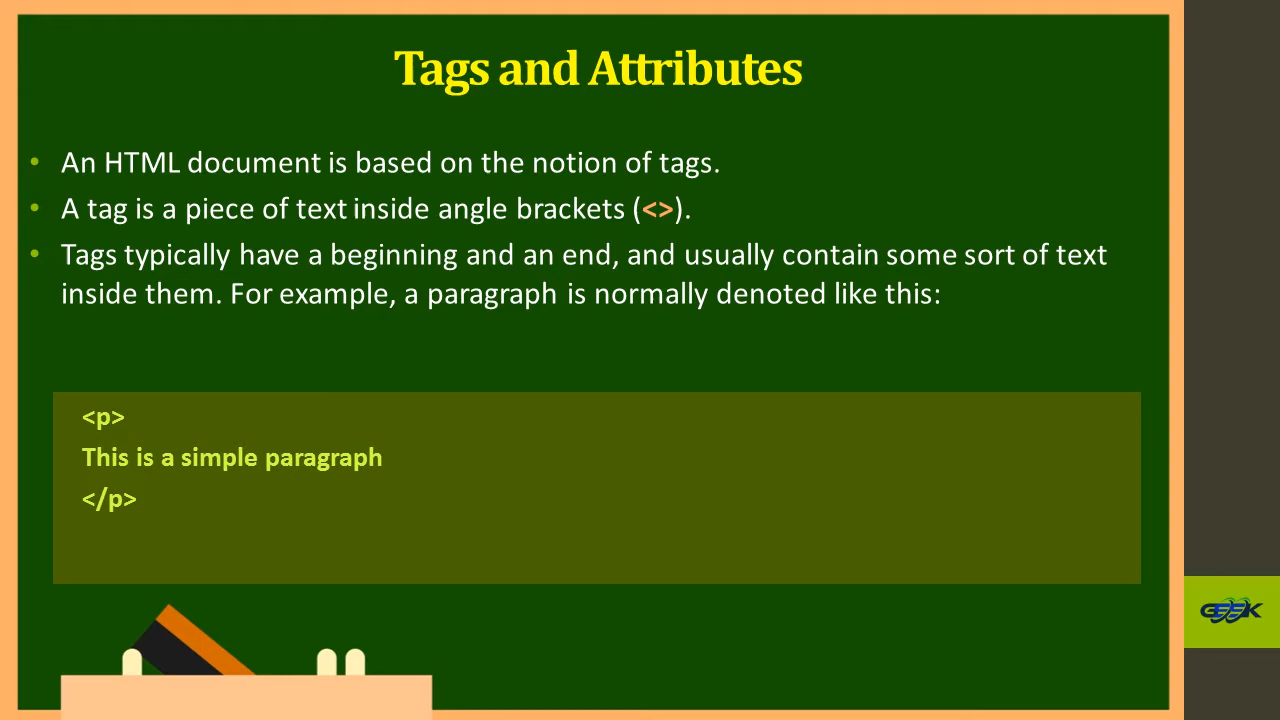 Tags and Attributes
• An HTML document is based on the notion of tags.
• A tag is a piece of text inside angle brackets (<>).
• Tags typically have a beginning and an end, and usually contain some sort of text
inside them. For example, a paragraph is normally denoted like this:
<p>
This is a simple paragraph
</p>
GEEK